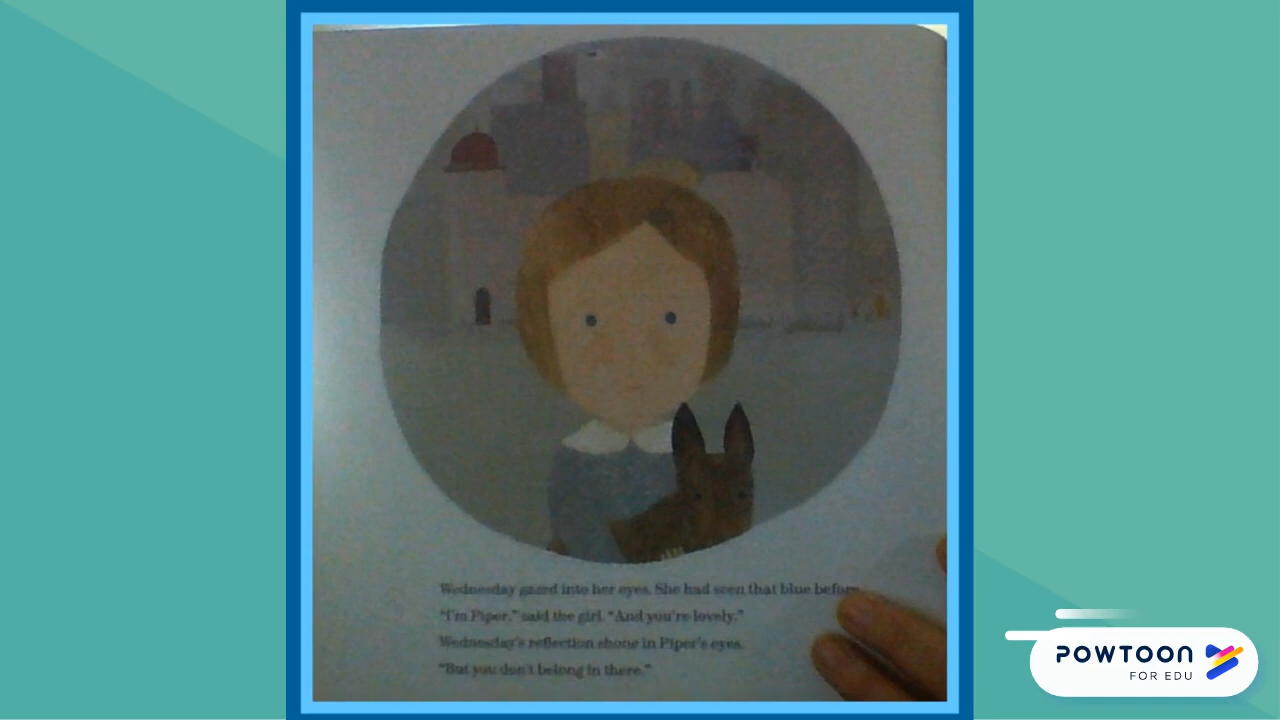 Wednesday gazed into her eyes. She had seen that blue before.
"I'm Piper," said the girl. "And you're lovely."
Wednesday's reflection shone in Piper's eyes.
"But you don't belong in there."
POWTOON
FOR EDU